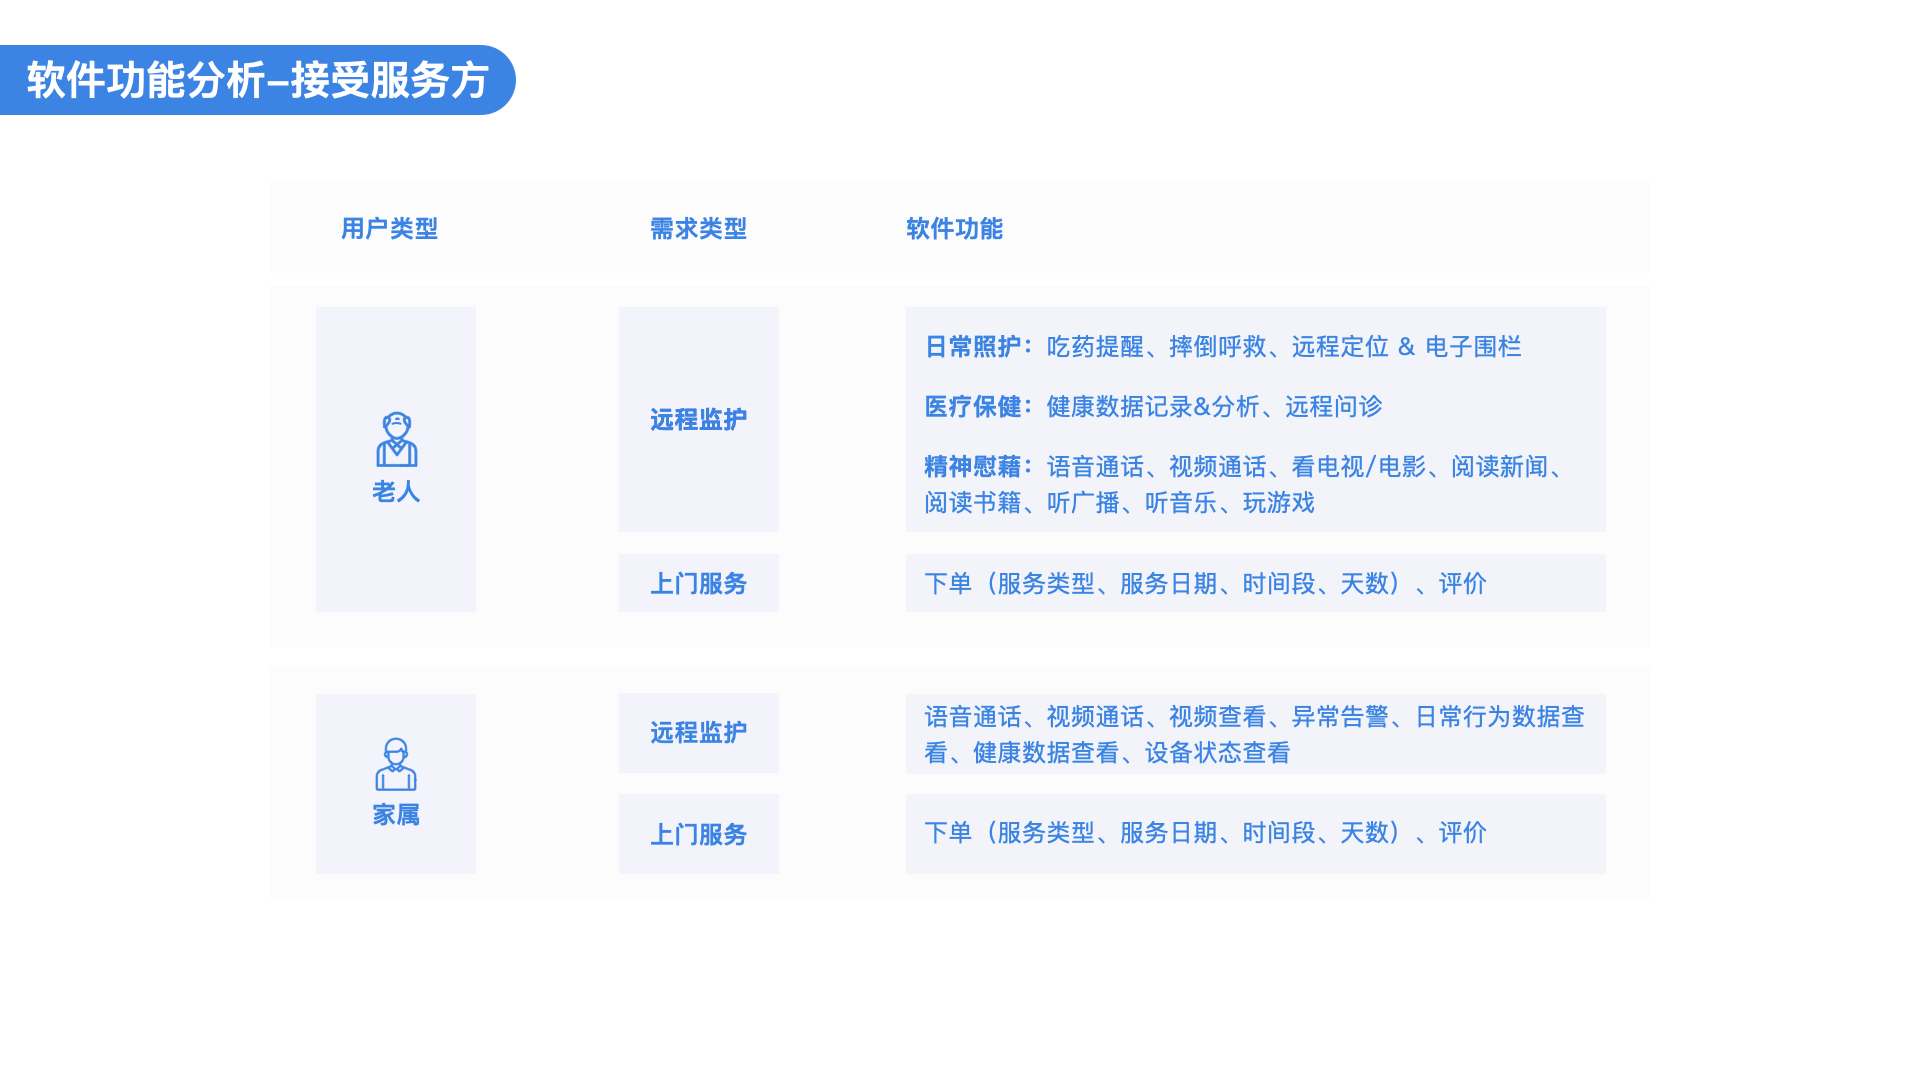 软件功能分析–接受服务方
用户类型
需求类型
软件功能
老人
远程监护
日常照护：吃药提醒、摔倒呼救、远程定位 & 电子围栏
医疗保健：健康数据记录&分析、远程问诊
精神慰藉：语音通话、视频通话、看电视/电影、阅读新闻、
阅读书籍、听广播、听音乐、玩游戏
上门服务
下单（服务类型、服务日期、时间段、天数）、评价
家属
远程监护
语音通话、视频通话、视频查看、异常告警、日常行为数据查
看、健康数据查看、设备状态查看
上门服务
下单（服务类型、服务日期、时间段、天数）、评价